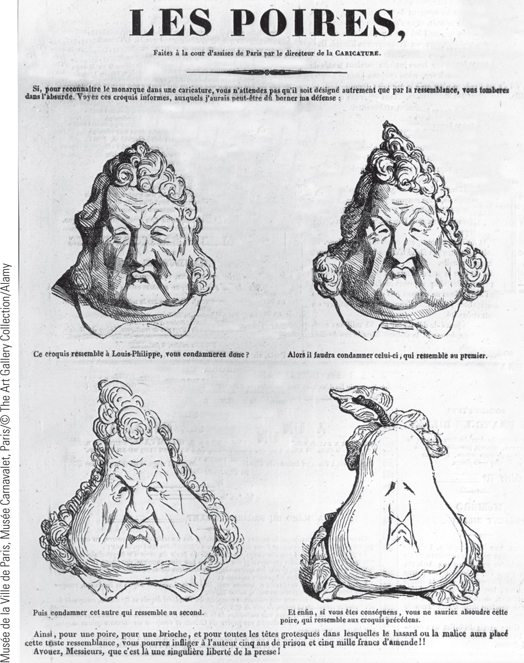 LES POIRES,
Faites à la cour d'assises de Paris par le directeur de la CARICATURE.
Si, pour reconnaître le monarque dans une caricature, vous n'attendez pas qu'il soit désigné autrement que par la ressemblance, vous tomberez
dans l'absurde. Voyez ces croquis informes, auxquels j'aurais peut-être dû borner ma défense :
Ce croquis ressemble à Louis-Philippe, vous condamnerez donc ?
Alors il faudra condamner celui-ci, qui ressemble au premier.
Puis condamner cet autre qui ressemble au second.
Et enfin, si vous êtes conséquens, vous ne sauriez absoudre cette
poire, qui ressemble aux croquis précédens.
Ainsi, pour une poire, pour une brioche, et pour toutes les têtes grotesques dans lesquelles le hasard ou la malice aura placé
cette triste ressemblance, vous pourrez infliger à l'auteur cinq ans de prison et cinq mille francs d'amende !!
Avouez, Messieurs, que c'est là une singulière liberté de la presse !
Musée de la Ville de Paris, Musée Carnavalet, Paris/© The Art Gallery Collection/Alamy